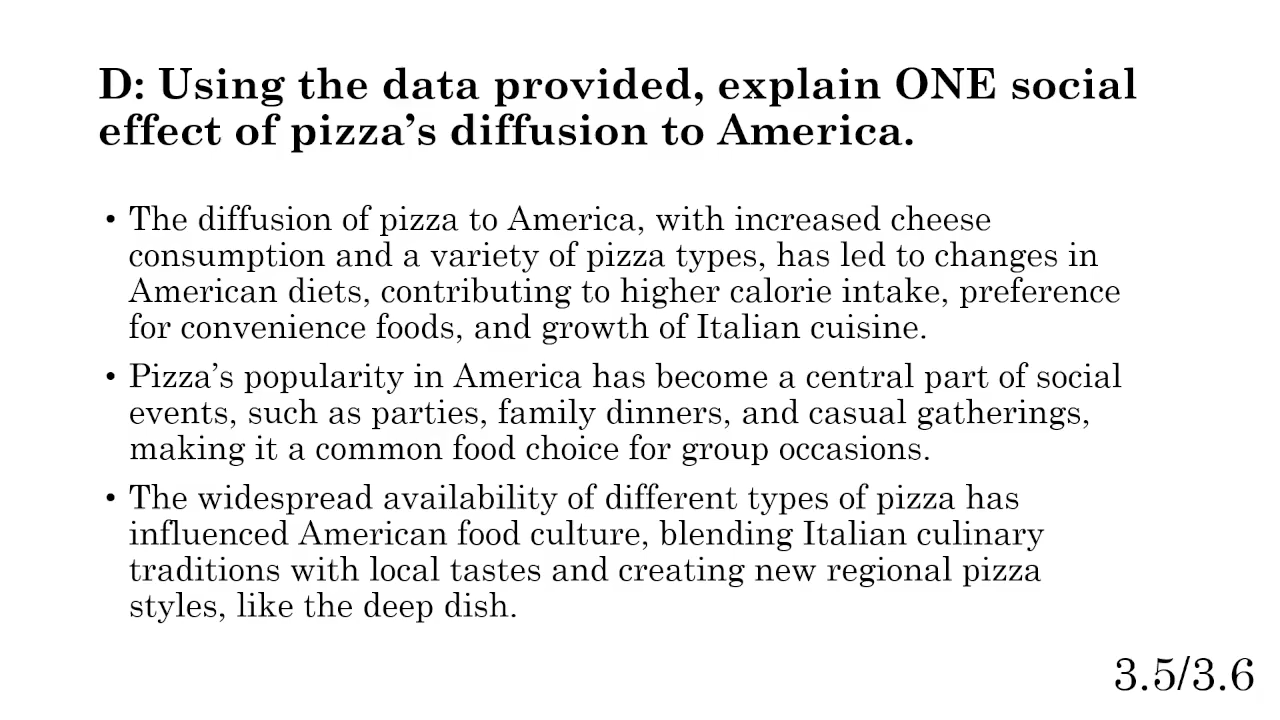 D: Using the data provided, explain ONE social
effect of pizza’s diffusion to America.
• The diffusion of pizza to America, with increased cheese
consumption and a variety of pizza types, has led to changes in
American diets, contributing to higher calorie intake, preference
for convenience foods, and growth of Italian cuisine.
• Pizza’s popularity in America has become a central part of social
events, such as parties, family dinners, and casual gatherings,
making it a common food choice for group occasions.
• The widespread availability of different types of pizza has
influenced American food culture, blending Italian culinary
traditions with local tastes and creating new regional pizza
styles, like the deep dish.
3.5/3.6